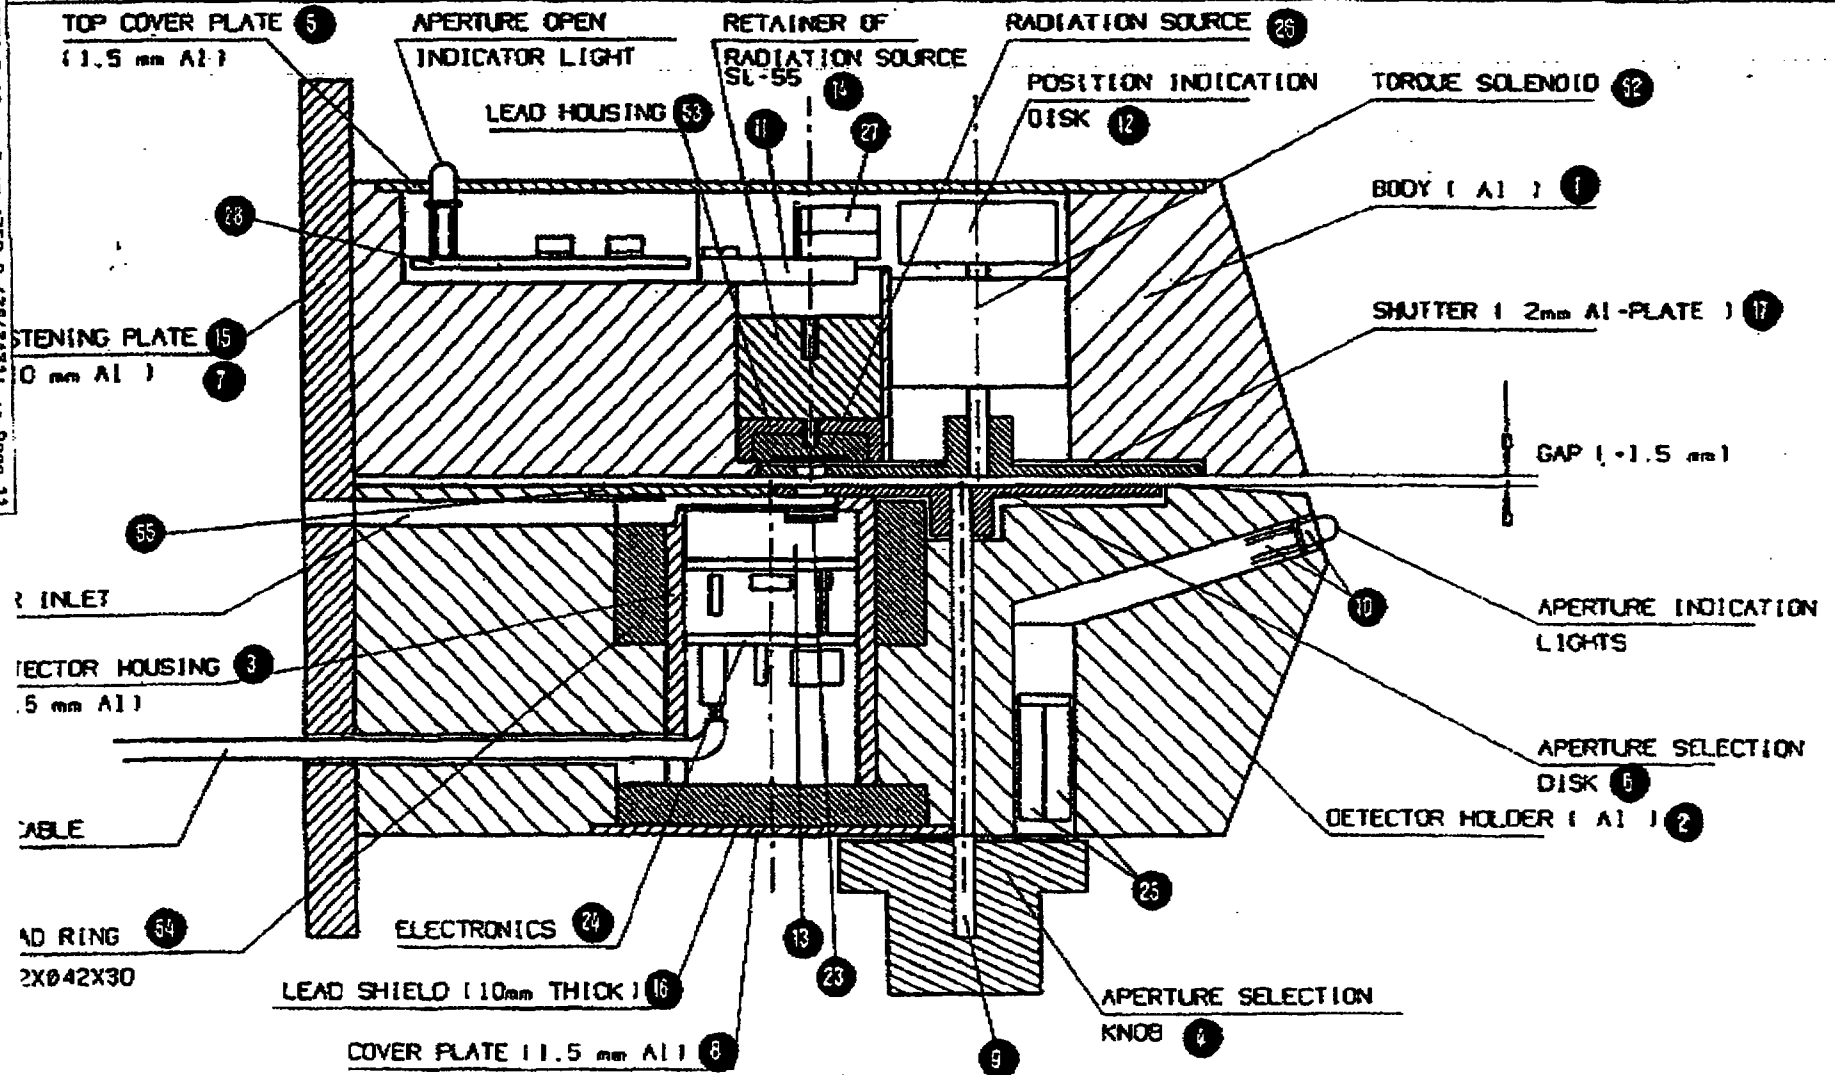 TOP COVER PLATE 5
(1.5 mm Al)
APERTURE OPEN
INDICATOR LIGHT
RETAINER OF
RADIATION SOURCE
SL-55
14
RADIATION SOURCE 26
LEAD HOUSING 53
11
27
POSITION INDICATION
DISK 12
TORQUE SOLENOID 52
BODY ( Al ) 1
28
SHUTTER ( 2mm Al-PLATE ) 17
STENING PLATE 15
0 mm Al ) 7
GAP (-1.5 mm)
55
R INLET
10
APERTURE INDICATION
LIGHTS
TECTOR HOUSING 3
.5 mm Al)
APERTURE SELECTION
DISK 6
DETECTOR HOLDER ( Al ) 2
ABLE
25
AD RING 54
2XØ42X30
ELECTRONICS 24
13
23
LEAD SHIELD (10mm THICK) 16
APERTURE SELECTION
KNOB 4
COVER PLATE (1.5 mm Al) 8
9